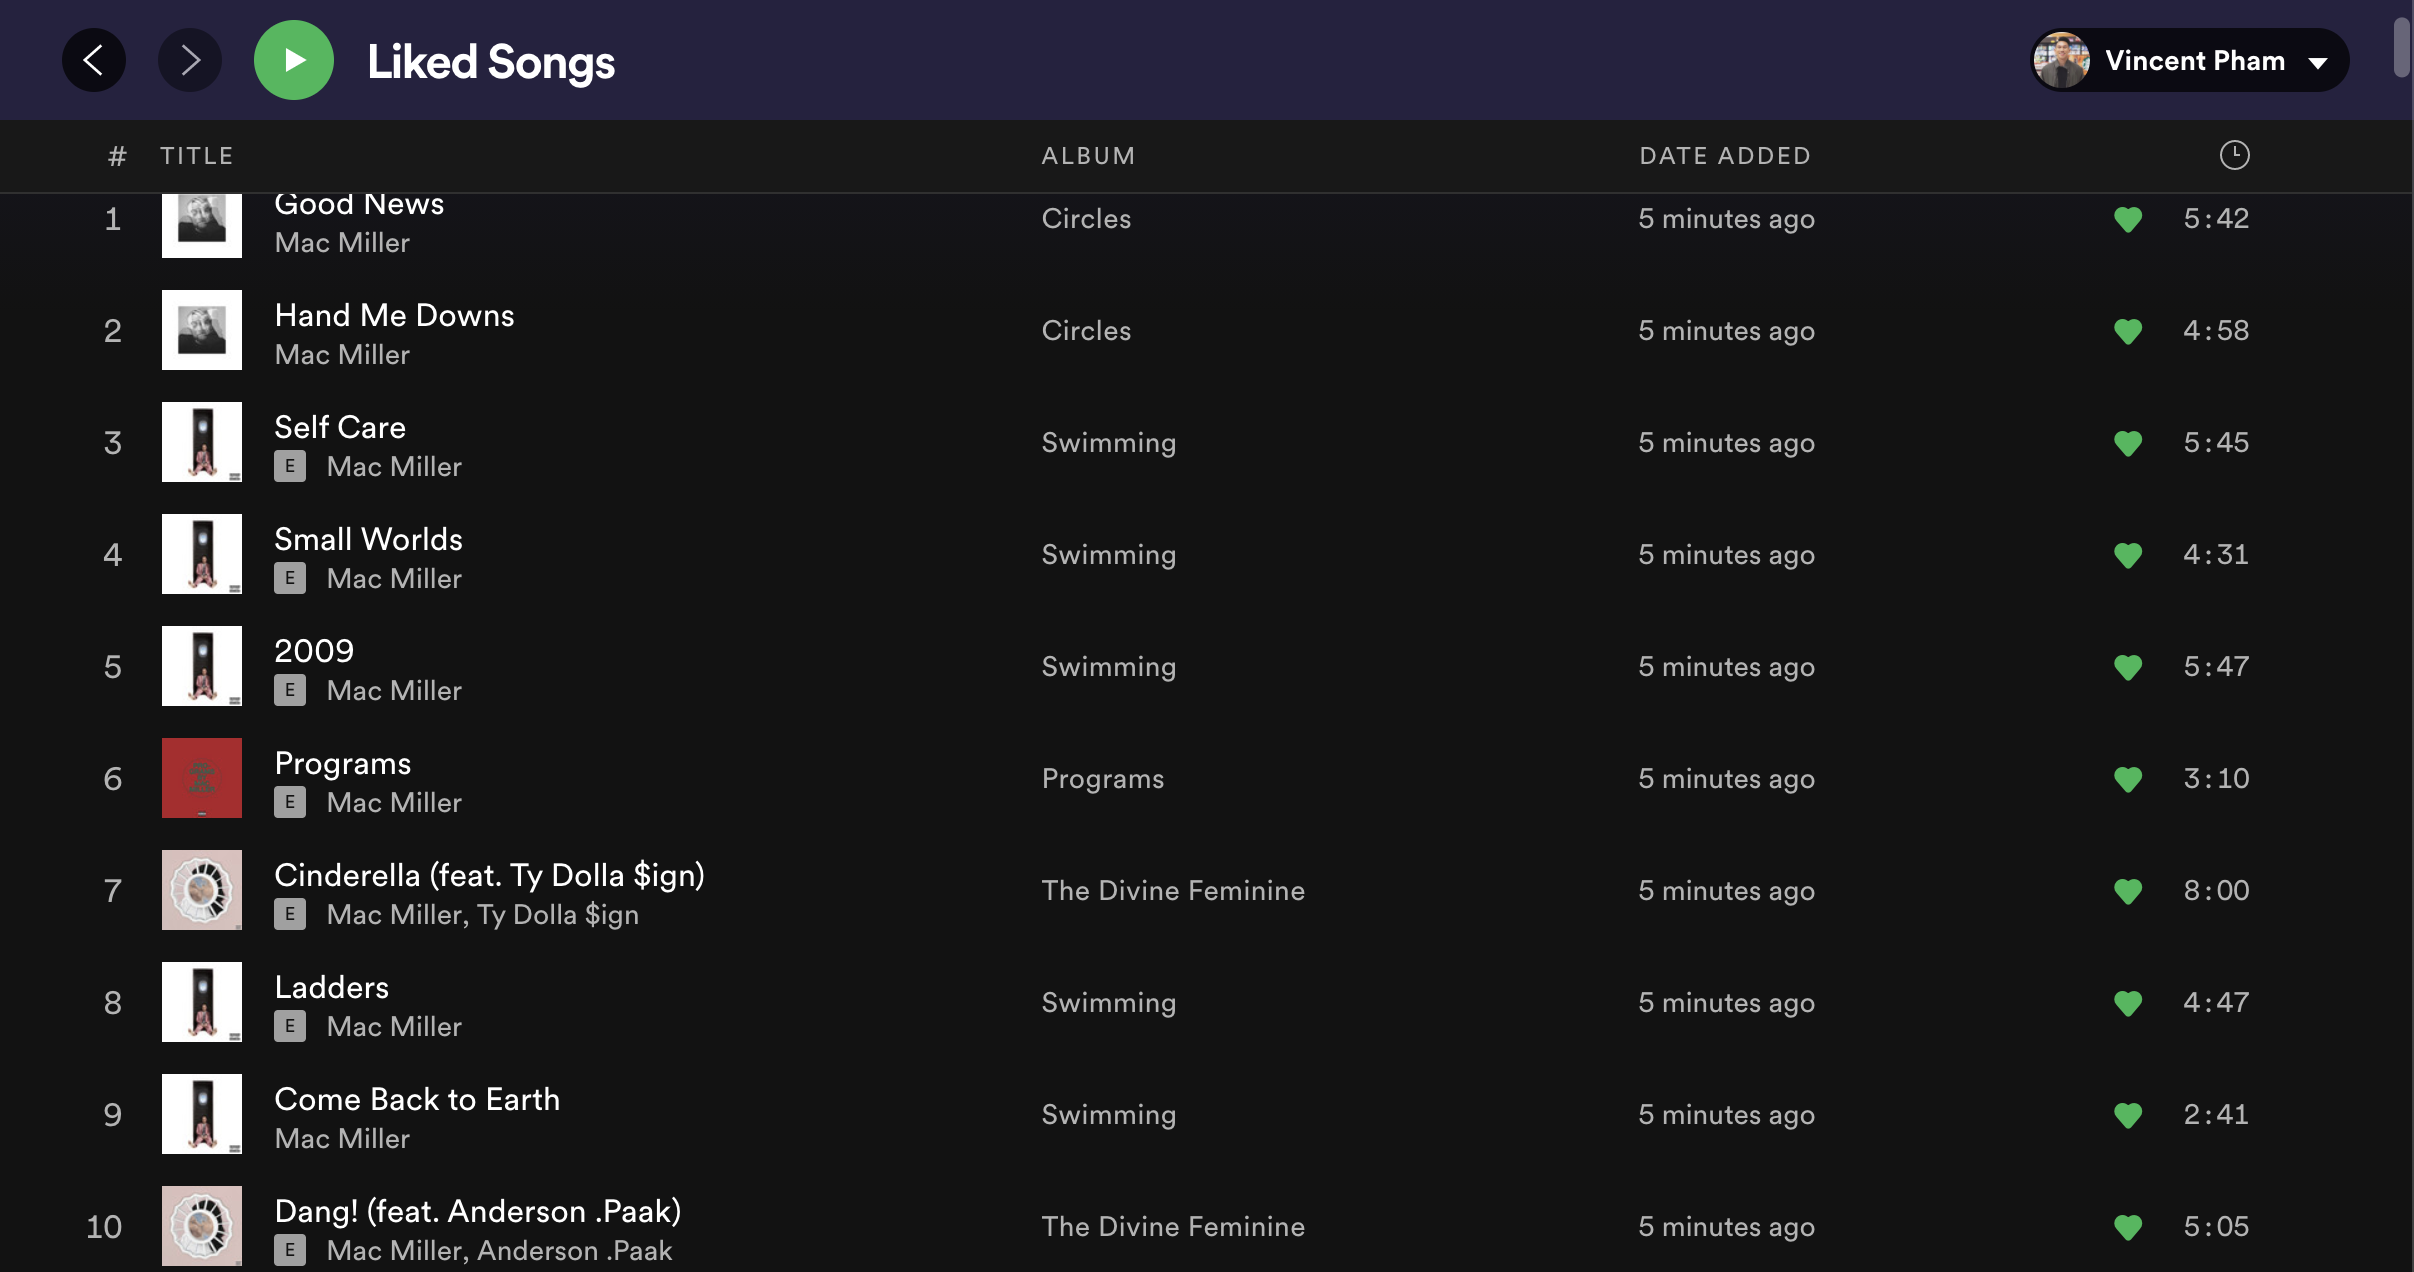 Liked Songs
Vincent Pham
# TITLE ALBUM DATE ADDED
1 Good News Circles 5 minutes ago 5:42
Mac Miller
2 Hand Me Downs Circles 5 minutes ago 4:58
Mac Miller
3 Self Care Swimming 5 minutes ago 5:45
E Mac Miller
4 Small Worlds Swimming 5 minutes ago 4:31
E Mac Miller
5 2009 Swimming 5 minutes ago 5:47
E Mac Miller
6 Programs Programs 5 minutes ago 3:10
E Mac Miller
7 Cinderella (feat. Ty Dolla $ign) The Divine Feminine 5 minutes ago 8:00
E Mac Miller, Ty Dolla $ign
8 Ladders Swimming 5 minutes ago 4:47
E Mac Miller
9 Come Back to Earth Swimming 5 minutes ago 2:41
Mac Miller
10 Dang! (feat. Anderson .Paak) The Divine Feminine 5 minutes ago 5:05
E Mac Miller, Anderson .Paak